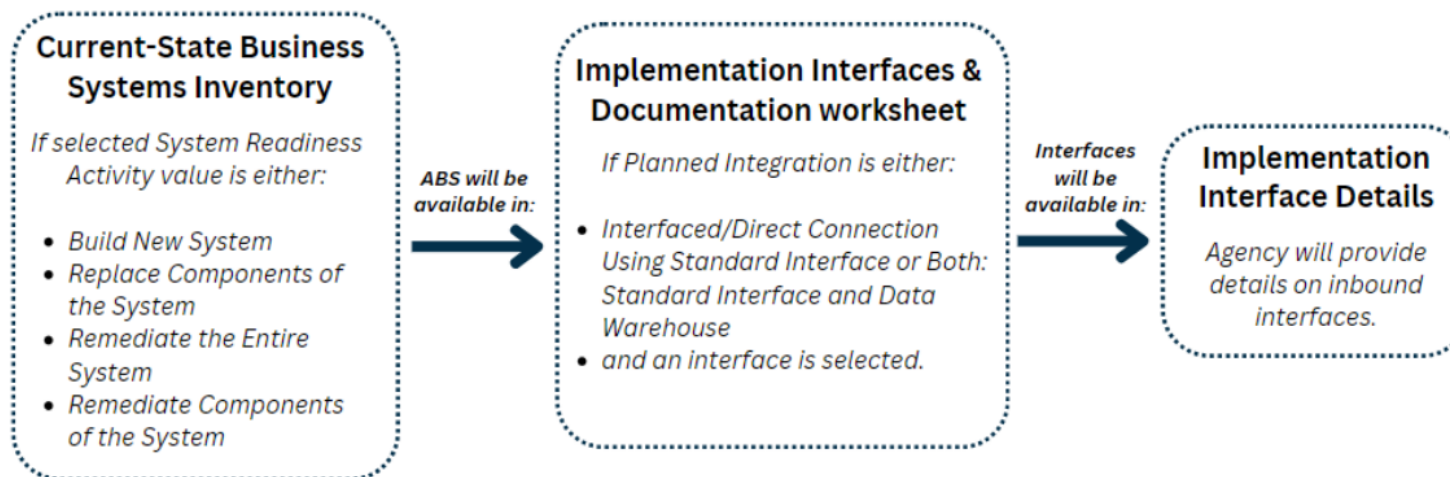 Current-State Business
Systems Inventory
If selected System Readiness
Activity value is either:
• Build New System
• Replace Components of
the System
• Remediate the Entire
System
• Remediate Components
of the System
ABS will be
available in:
Implementation Interfaces &
Documentation worksheet
If Planned Integration is either:
• Interfaced/Direct Connection
Using Standard Interface or Both:
Standard Interface and Data
Warehouse
• and an interface is selected.
Interfaces
will be
available in:
Implementation
Interface Details
Agency will provide
details on inbound
interfaces.